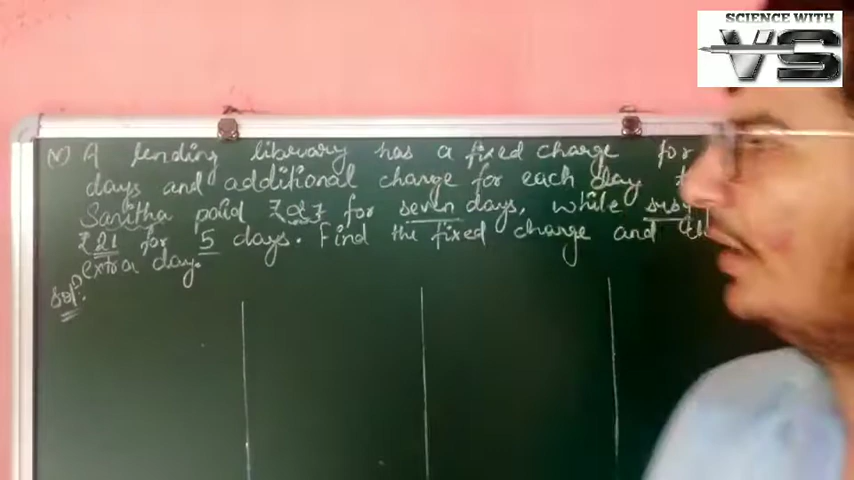 SCIENCE WITH
VS
(v) A lending library has a fixed charge for
days and additional charge for each day
Saritha paid ₹27 for seven days, while
₹21 for 5 days. Find the fixed charge and
extra day.
Solⁿ: